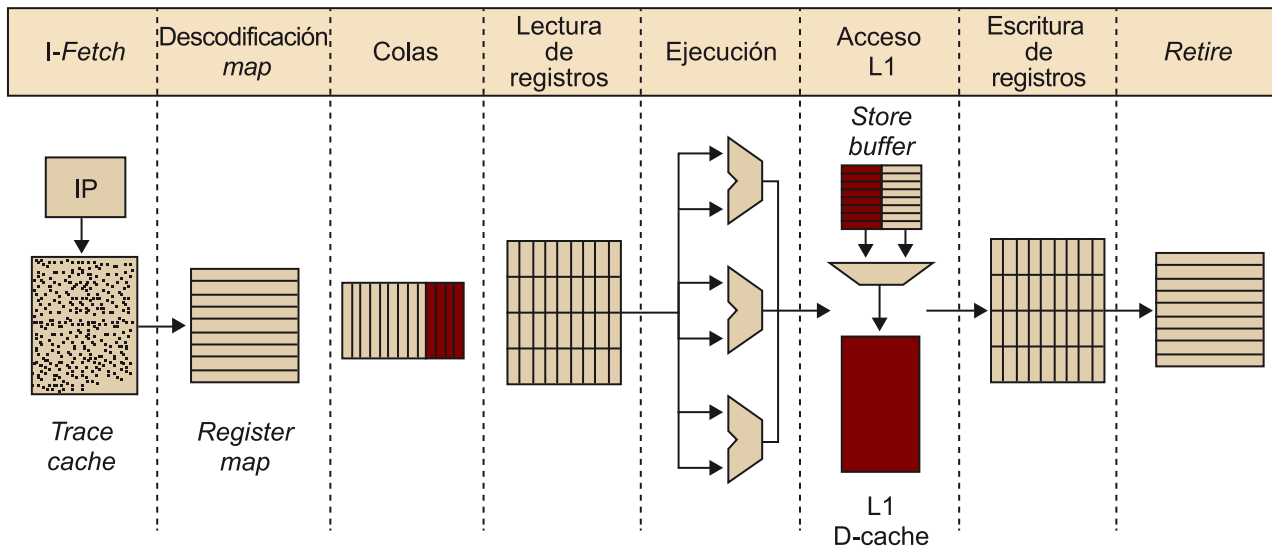 I-Fetch
Descodificación
map
Colas
Lectura
de
registros
Ejecución
Acceso
L1
Escritura
de
registros
Retire
IP
Trace
cache
Register
map
Store
buffer
L1
D-cache